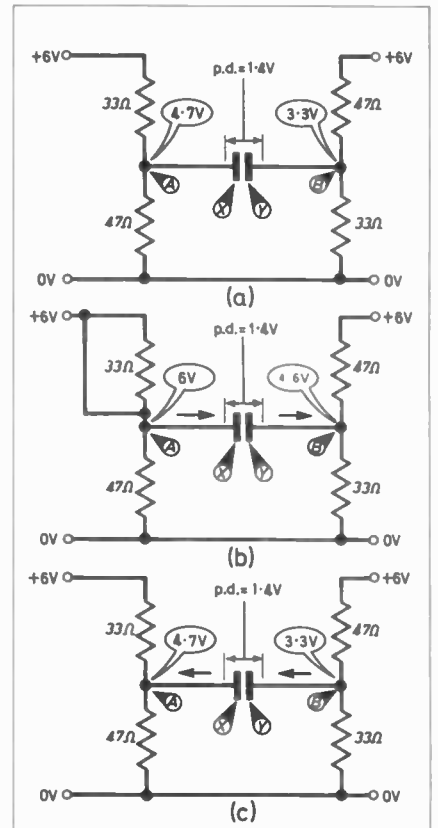 +6V p.d.=1·4V +6V
33Ω 4·7V 3·3V 47Ω
A B
47Ω X Y 33Ω
0V 0V
(a)
+6V p.d.=1·4V +6V
33Ω 6V 4·6V 47Ω
A B
47Ω X Y 33Ω
0V 0V
(b)
+6V p.d.=1·4V +6V
33Ω 4·7V 3·3V 47Ω
A B
47Ω X Y 33Ω
0V 0V
(c)